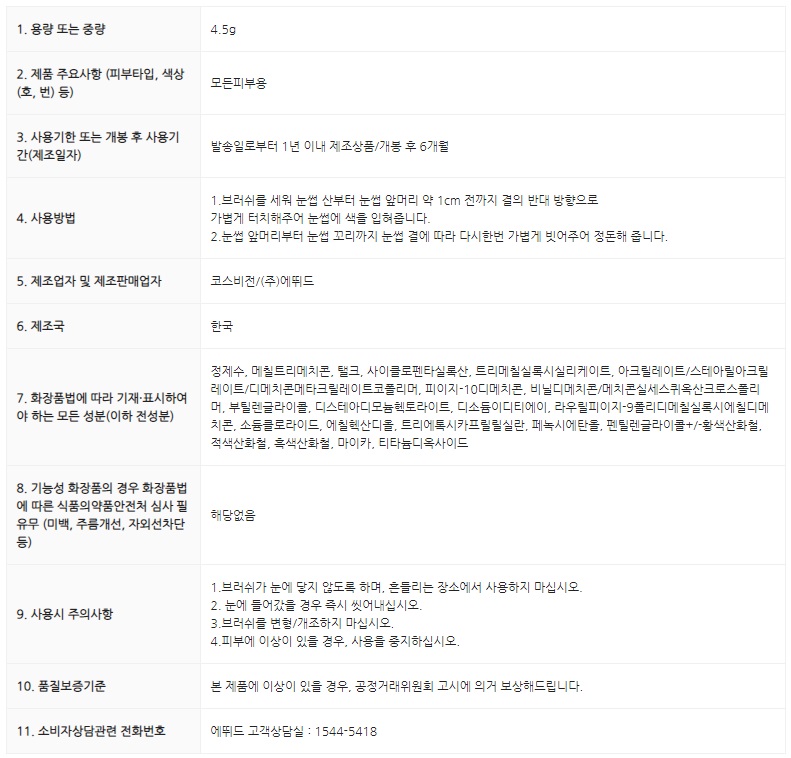 1. 용량 또는 중량
4.5g
2. 제품 주요사항 (피부타입, 색상
(호, 번) 등)
모든피부용
3. 사용기한 또는 개봉 후 사용기
간(제조일자)
발송일로부터 1년 이내 제조상품/개봉 후 6개월
4. 사용방법
1.브러쉬를 세워 눈썹 산부터 눈썹 앞머리 약 1cm 전까지 결의 반대 방향으로
가볍게 터치해주어 눈썹에 색을 입혀줍니다.
2.눈썹 앞머리부터 눈썹 꼬리까지 눈썹 결에 따라 다시한번 가볍게 빗어주어 정돈해 줍니다.
5. 제조업자 및 제조판매업자
코스비전/(주)에뛰드
6. 제조국
한국
7. 화장품법에 따라 기재·표시하여
야 하는 모든 성분(이하 전성분)
정제수, 메칠트리메치콘, 탤크, 사이클로펜타실록산, 트리메칠실록시실리케이트, 아크릴레이트/스테아릴아크릴
레이트/디메치콘메타크릴레이트코폴리머, 피이지-10디메치콘, 비닐디메치콘/메치콘실세스퀴옥산크로스폴리
머, 부틸렌글라이콜, 디스테아디모늄헥토라이트, 디소듐이디티에이, 라우릴피이지-9폴리디메칠실록시에칠디메
치콘, 소듐클로라이드, 에칠헥산디올, 트리에톡시카프릴릴실란, 페녹시에탄올, 펜틸렌글라이콜+/-황색산화철,
적색산화철, 흑색산화철, 마이카, 티타늄디옥사이드
8. 기능성 화장품의 경우 화장품법
에 따른 식품의약품안전처 심사 필
유무 (미백, 주름개선, 자외선차단
등)
해당없음
9. 사용시 주의사항
1.브러쉬가 눈에 닿지 않도록 하며, 흔들리는 장소에서 사용하지 마십시오.
2. 눈에 들어갔을 경우 즉시 씻어내십시오.
3.브러쉬를 변형/개조하지 마십시오.
4.피부에 이상이 있을 경우, 사용을 중지하십시오.
10. 품질보증기준
본 제품에 이상이 있을 경우, 공정거래위원회 고시에 의거 보상해드립니다.
11. 소비자상담관련 전화번호
에뛰드 고객상담실 : 1544-5418